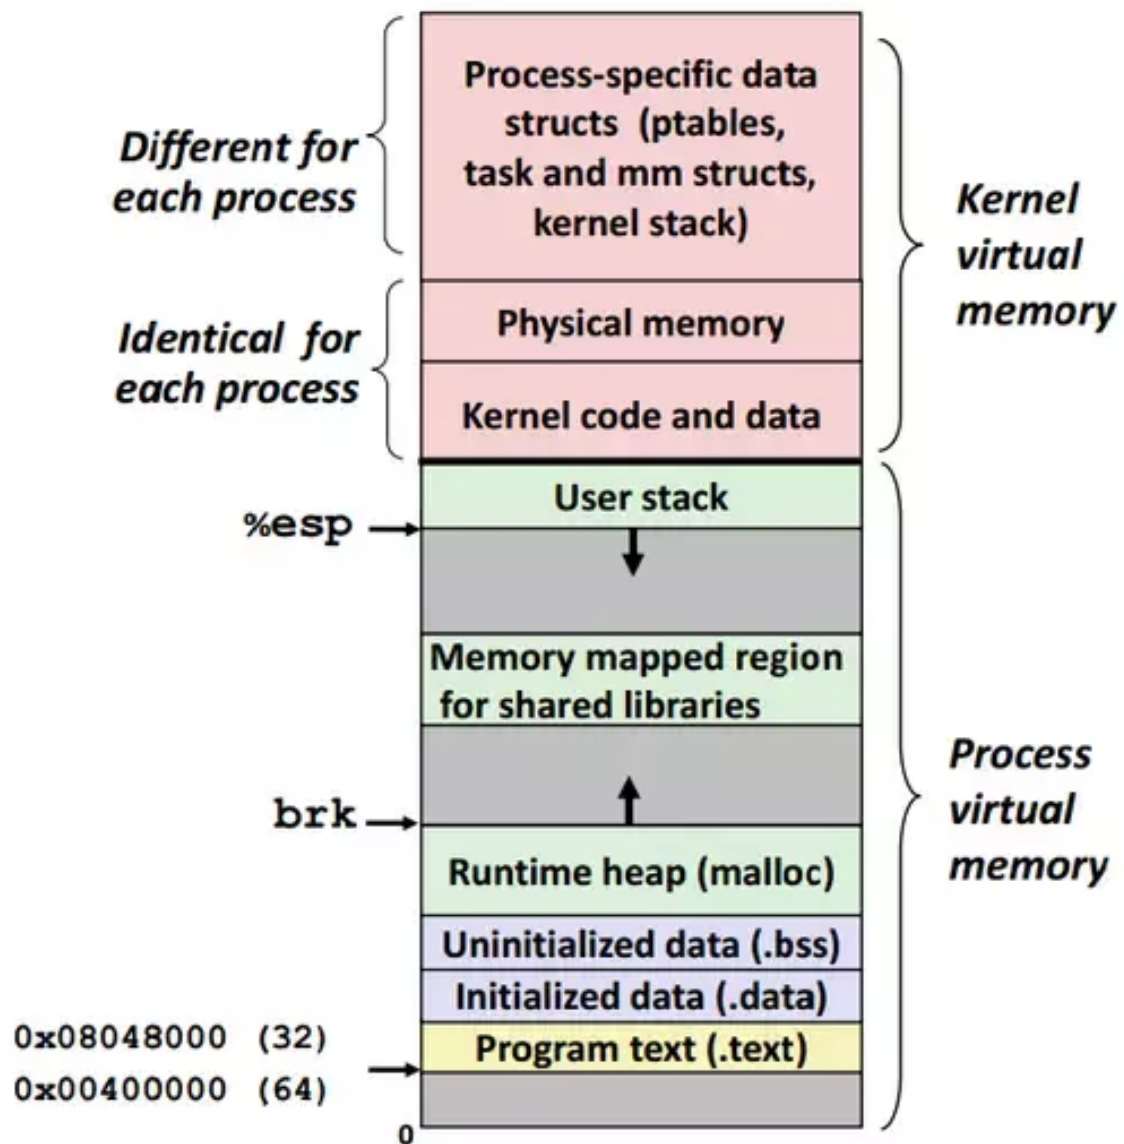 Process-specific data
structs (ptables,
task and mm structs,
kernel stack)
Different for
each process
Kernel
virtual
memory
Physical memory
Identical for
each process
Kernel code and data
User stack
%esp
Memory mapped region
for shared libraries
brk
Process
virtual
memory
Runtime heap (malloc)
Uninitialized data (.bss)
Initialized data (.data)
0x08048000 (32)
Program text (.text)
0x00400000 (64)
0